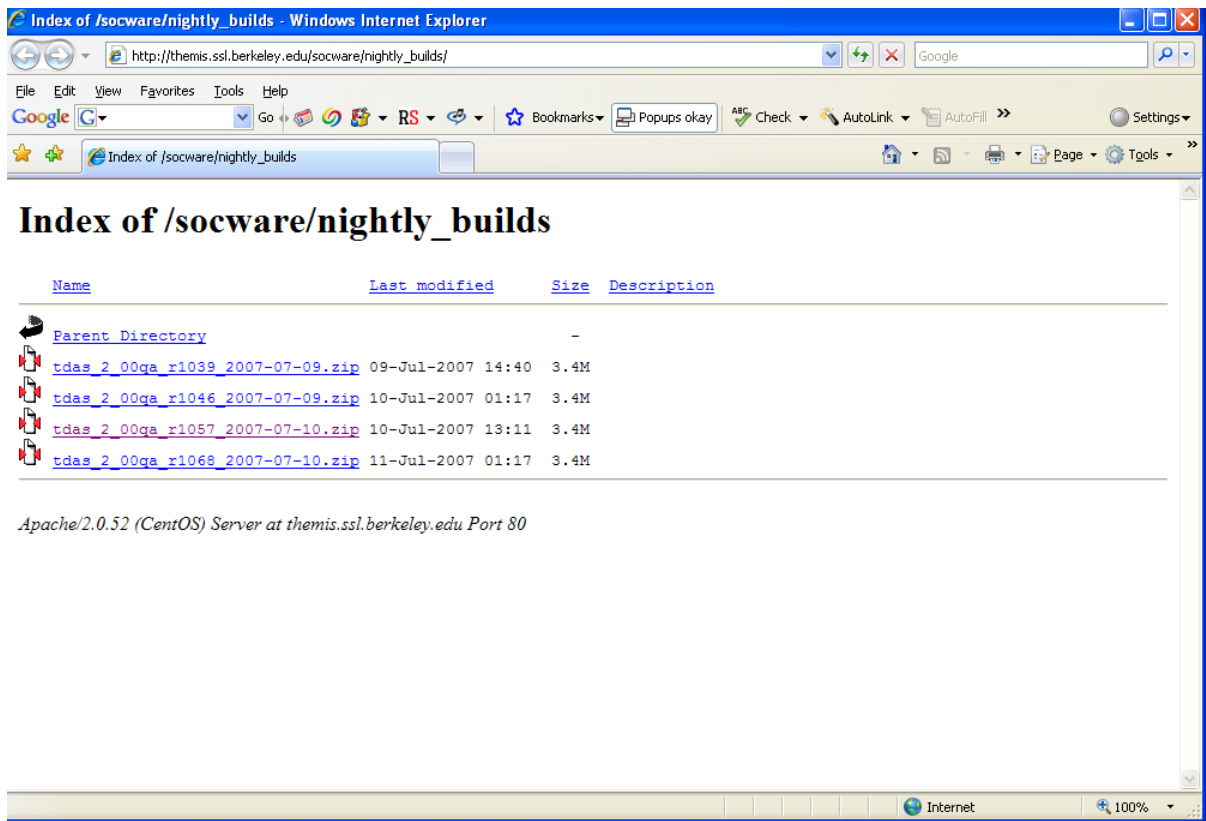 Index of /socware/nightly_builds - Windows Internet Explorer
http://themis.ssl.berkeley.edu/socware/nightly_builds/ Google
File Edit View Favorites Tools Help
Google G Go RS Bookmarks Popups okay ABC Check AutoLink AutoFill >> Settings
Index of /socware/nightly_builds Page Tools >>
Index of /socware/nightly_builds
Name Last modified Size Description
Parent Directory -
tdas_2_00qa_r1039_2007-07-09.zip 09-Jul-2007 14:40 3.4M
tdas_2_00qa_r1046_2007-07-09.zip 10-Jul-2007 01:17 3.4M
tdas_2_00qa_r1057_2007-07-10.zip 10-Jul-2007 13:11 3.4M
tdas_2_00qa_r1068_2007-07-10.zip 11-Jul-2007 01:17 3.4M
Apache/2.0.52 (CentOS) Server at themis.ssl.berkeley.edu Port 80
Internet 100%